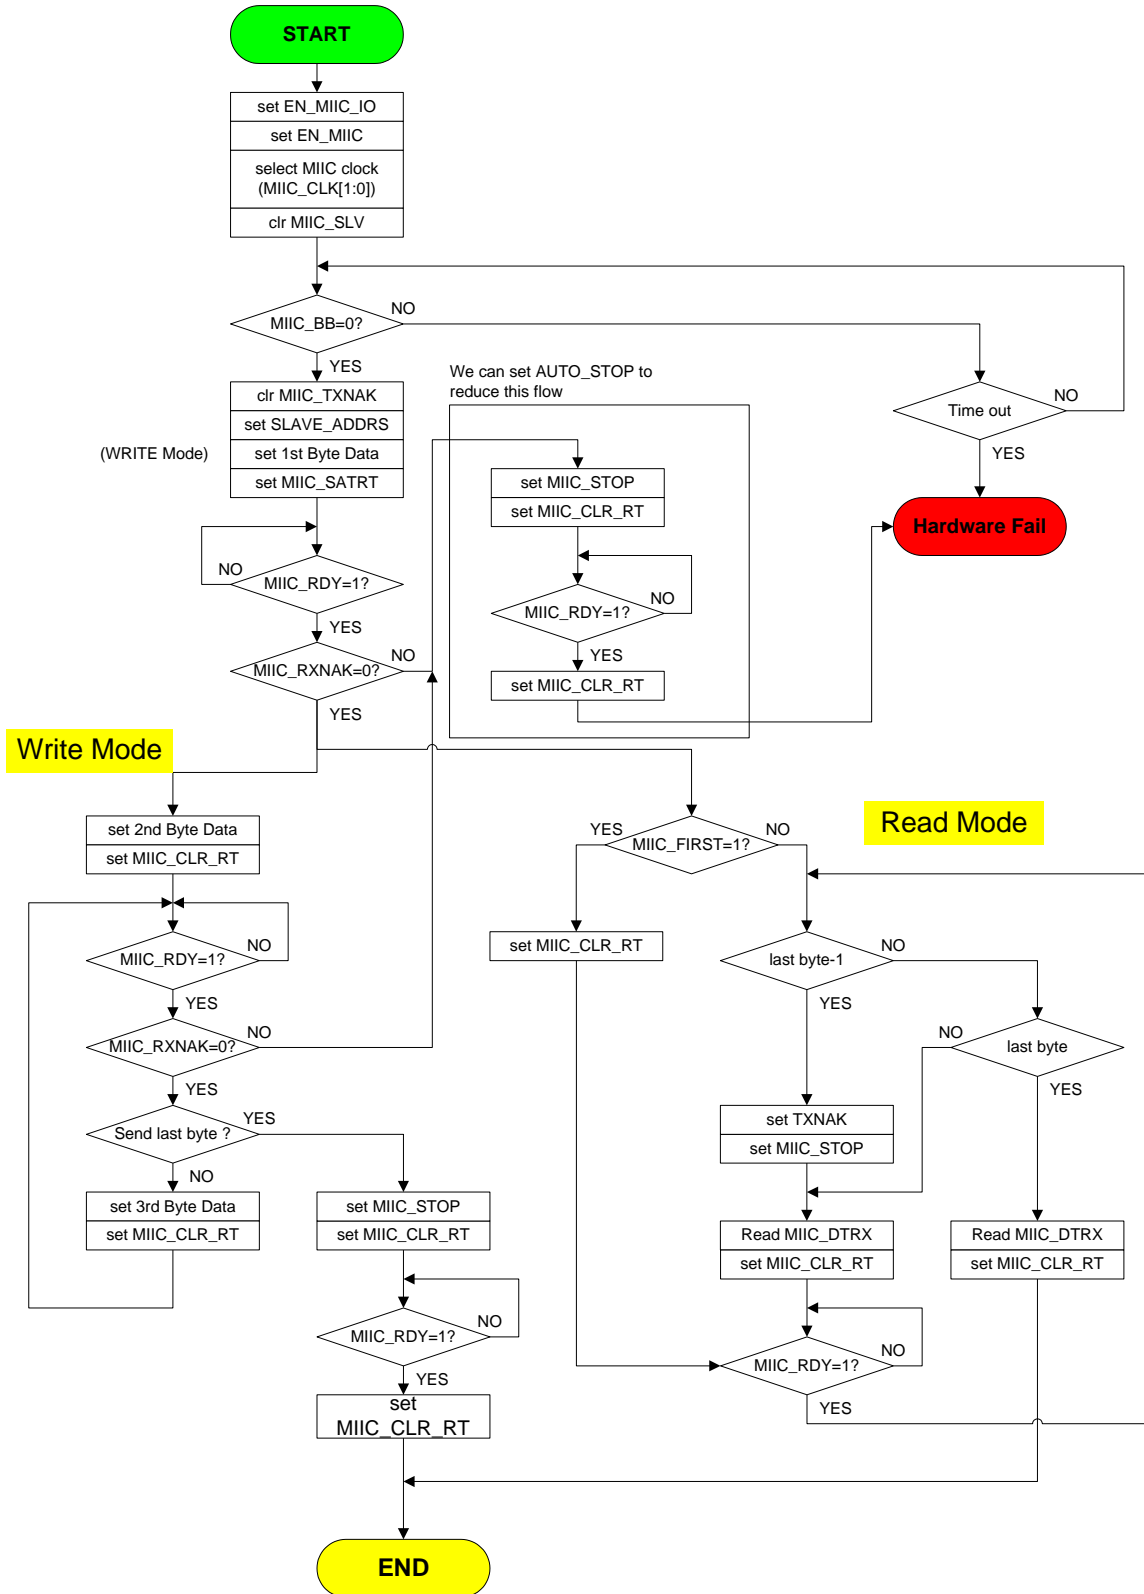 START
set EN_MIIC_IO
set EN_MIIC
select MIIC clock
(MIIC_CLK[1:0])
clr MIIC_SLV
MIIC_BB=0?
NO
YES
We can set AUTO_STOP to
reduce this flow
Time out
NO
YES
Hardware Fail
clr MIIC_TXNAK
set SLAVE_ADDRS
(WRITE Mode)
set 1st Byte Data
set MIIC_SATRT
set MIIC_STOP
set MIIC_CLR_RT
NO
MIIC_RDY=1?
YES
MIIC_RDY=1?
NO
YES
MIIC_RXNAK=0?
NO
YES
set MIIC_CLR_RT
Write Mode
Read Mode
set 2nd Byte Data
set MIIC_CLR_RT
YES
MIIC_FIRST=1?
NO
set MIIC_CLR_RT
MIIC_RDY=1?
NO
YES
last byte-1
NO
YES
MIIC_RXNAK=0?
NO
YES
NO
last byte
YES
Send last byte ?
YES
NO
set TXNAK
set MIIC_STOP
set 3rd Byte Data
set MIIC_CLR_RT
set MIIC_STOP
set MIIC_CLR_RT
Read MIIC_DTRX
set MIIC_CLR_RT
Read MIIC_DTRX
set MIIC_CLR_RT
MIIC_RDY=1?
NO
YES
MIIC_RDY=1?
NO
YES
set
MIIC_CLR_RT
END